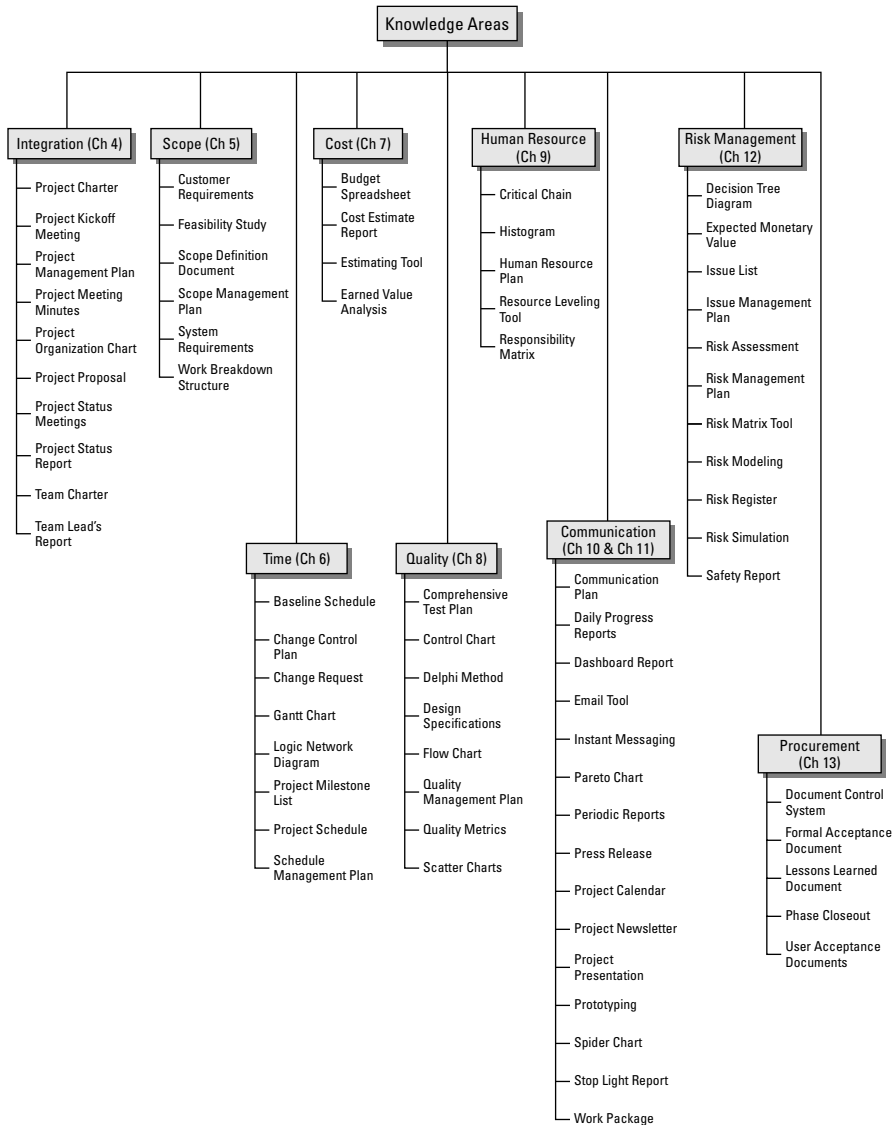 Knowledge Areas
Integration (Ch 4)
Project Charter
Project Kickoff
Meeting
Project
Management Plan
Project Meeting
Minutes
Project
Organization Chart
Project Proposal
Project Status
Meetings
Project Status
Report
Team Charter
Team Lead's
Report
Scope (Ch 5)
Customer
Requirements
Feasibility Study
Scope Definition
Document
Scope Management
Plan
System
Requirements
Work Breakdown
Structure
Cost (Ch 7)
Budget
Spreadsheet
Cost Estimate
Report
Estimating Tool
Earned Value
Analysis
Human Resource
(Ch 9)
Critical Chain
Histogram
Human Resource
Plan
Resource Leveling
Tool
Responsibility
Matrix
Risk Management
(Ch 12)
Decision Tree
Diagram
Expected Monetary
Value
Issue List
Issue Management
Plan
Risk Assessment
Risk Management
Plan
Risk Matrix Tool
Risk Modeling
Risk Register
Risk Simulation
Safety Report
Time (Ch 6)
Baseline Schedule
Change Control
Plan
Change Request
Gantt Chart
Logic Network
Diagram
Project Milestone
List
Project Schedule
Schedule
Management Plan
Quality (Ch 8)
Comprehensive
Test Plan
Control Chart
Delphi Method
Design
Specifications
Flow Chart
Quality
Management Plan
Quality Metrics
Scatter Charts
Communication
(Ch 10 & Ch 11)
Communication
Plan
Daily Progress
Reports
Dashboard Report
Email Tool
Instant Messaging
Pareto Chart
Periodic Reports
Press Release
Project Calendar
Project Newsletter
Project
Presentation
Prototyping
Spider Chart
Stop Light Report
Work Package
Procurement
(Ch 13)
Document Control
System
Formal Acceptance
Document
Lessons Learned
Document
Phase Closeout
User Acceptance
Documents